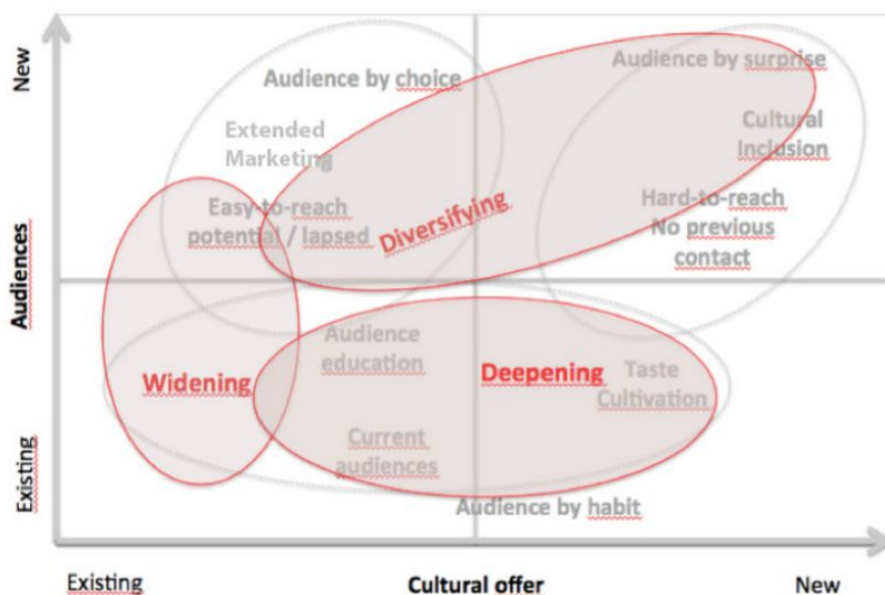 New
Audience by choice
Audience by surprise
Extended
Marketing
Cultural
Inclusion
Easy-to-reach
potential / lapsed
Diversifying
Hard-to-reach
No previous
contact
Audiences
Audience
education
Widening
Deepening
Taste
Cultivation
Current
audiences
Existing
Audience by habit
Existing
Cultural offer
New